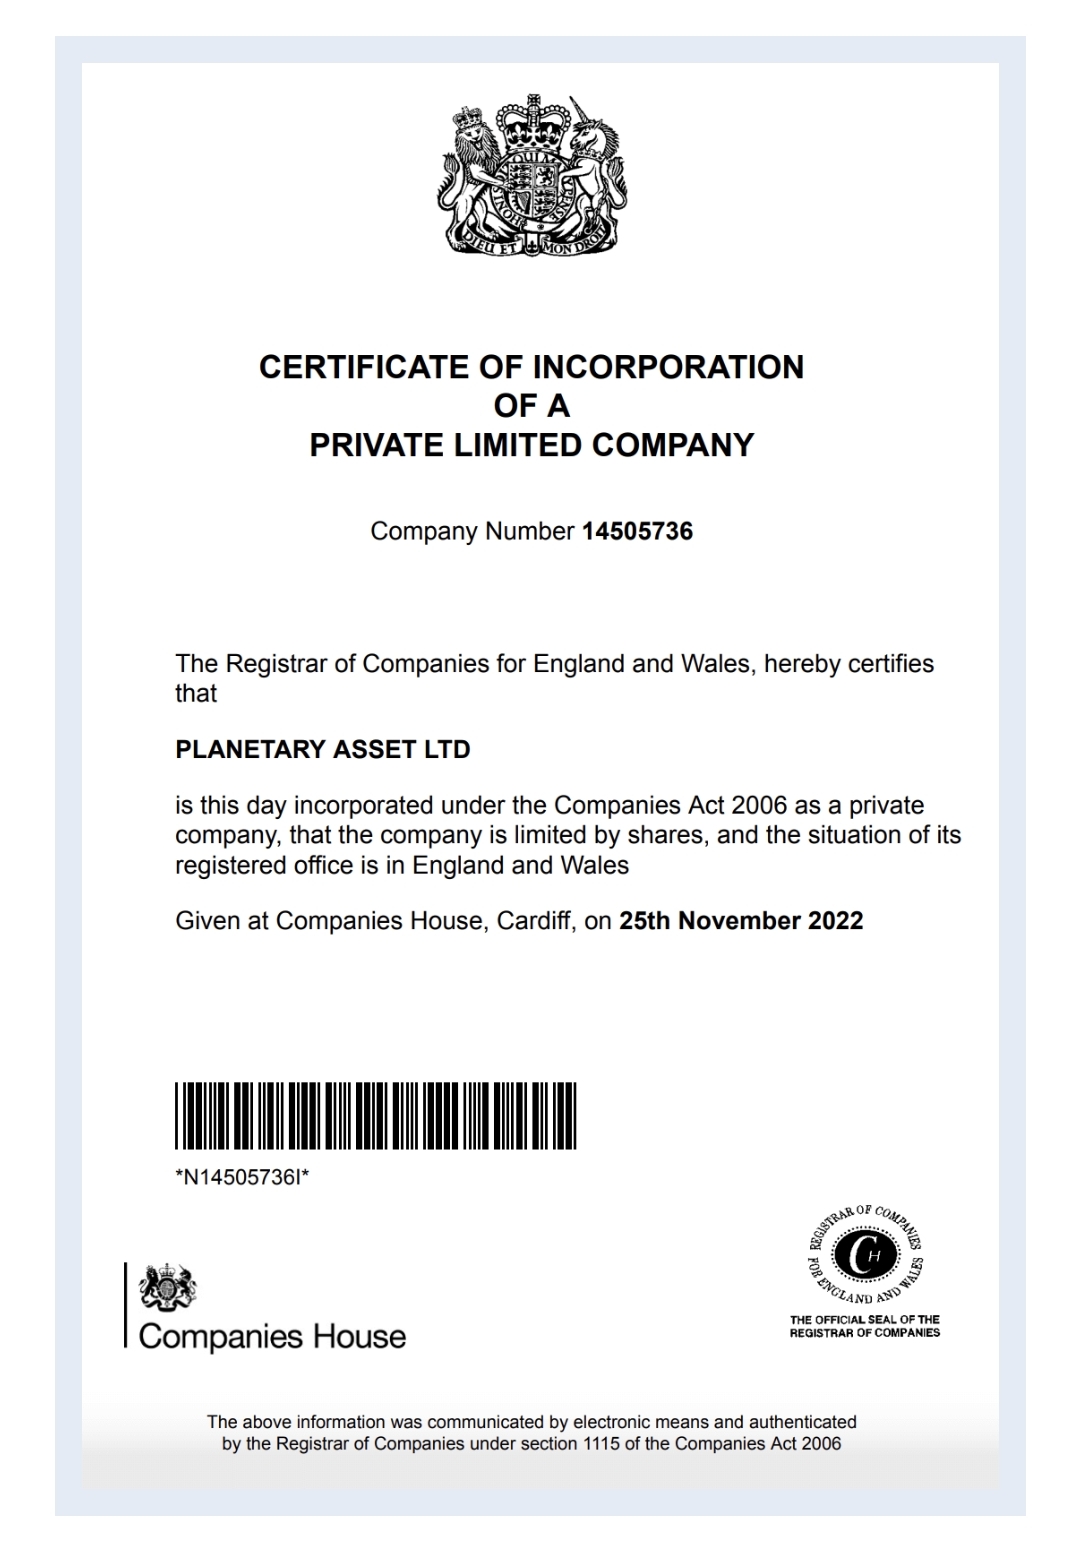 QUI MAL Y PENSE
HONI SOIT
DIEU ET MON DROIT
CERTIFICATE OF INCORPORATION
OF A
PRIVATE LIMITED COMPANY
Company Number 14505736
The Registrar of Companies for England and Wales, hereby certifies
that
PLANETARY ASSET LTD
is this day incorporated under the Companies Act 2006 as a private
company, that the company is limited by shares, and the situation of its
registered office is in England and Wales
Given at Companies House, Cardiff, on 25th November 2022
*N14505736I*
REGISTRAR OF COMPANIES
FOR ENGLAND AND WALES
CH
THE OFFICIAL SEAL OF THE
REGISTRAR OF COMPANIES
Companies House
The above information was communicated by electronic means and authenticated
by the Registrar of Companies under section 1115 of the Companies Act 2006